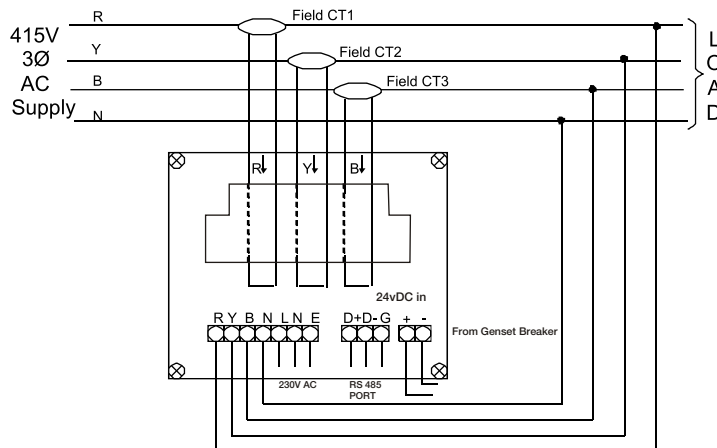 R
Field CT1
415V
Y
Field CT2
3Ø
AC
B
Field CT3
Supply
N
L
O
A
D
R Y B
24vDC in
R Y B N L N E
D+D- G
+ -
From Genset Breaker
230V AC
RS 485
PORT